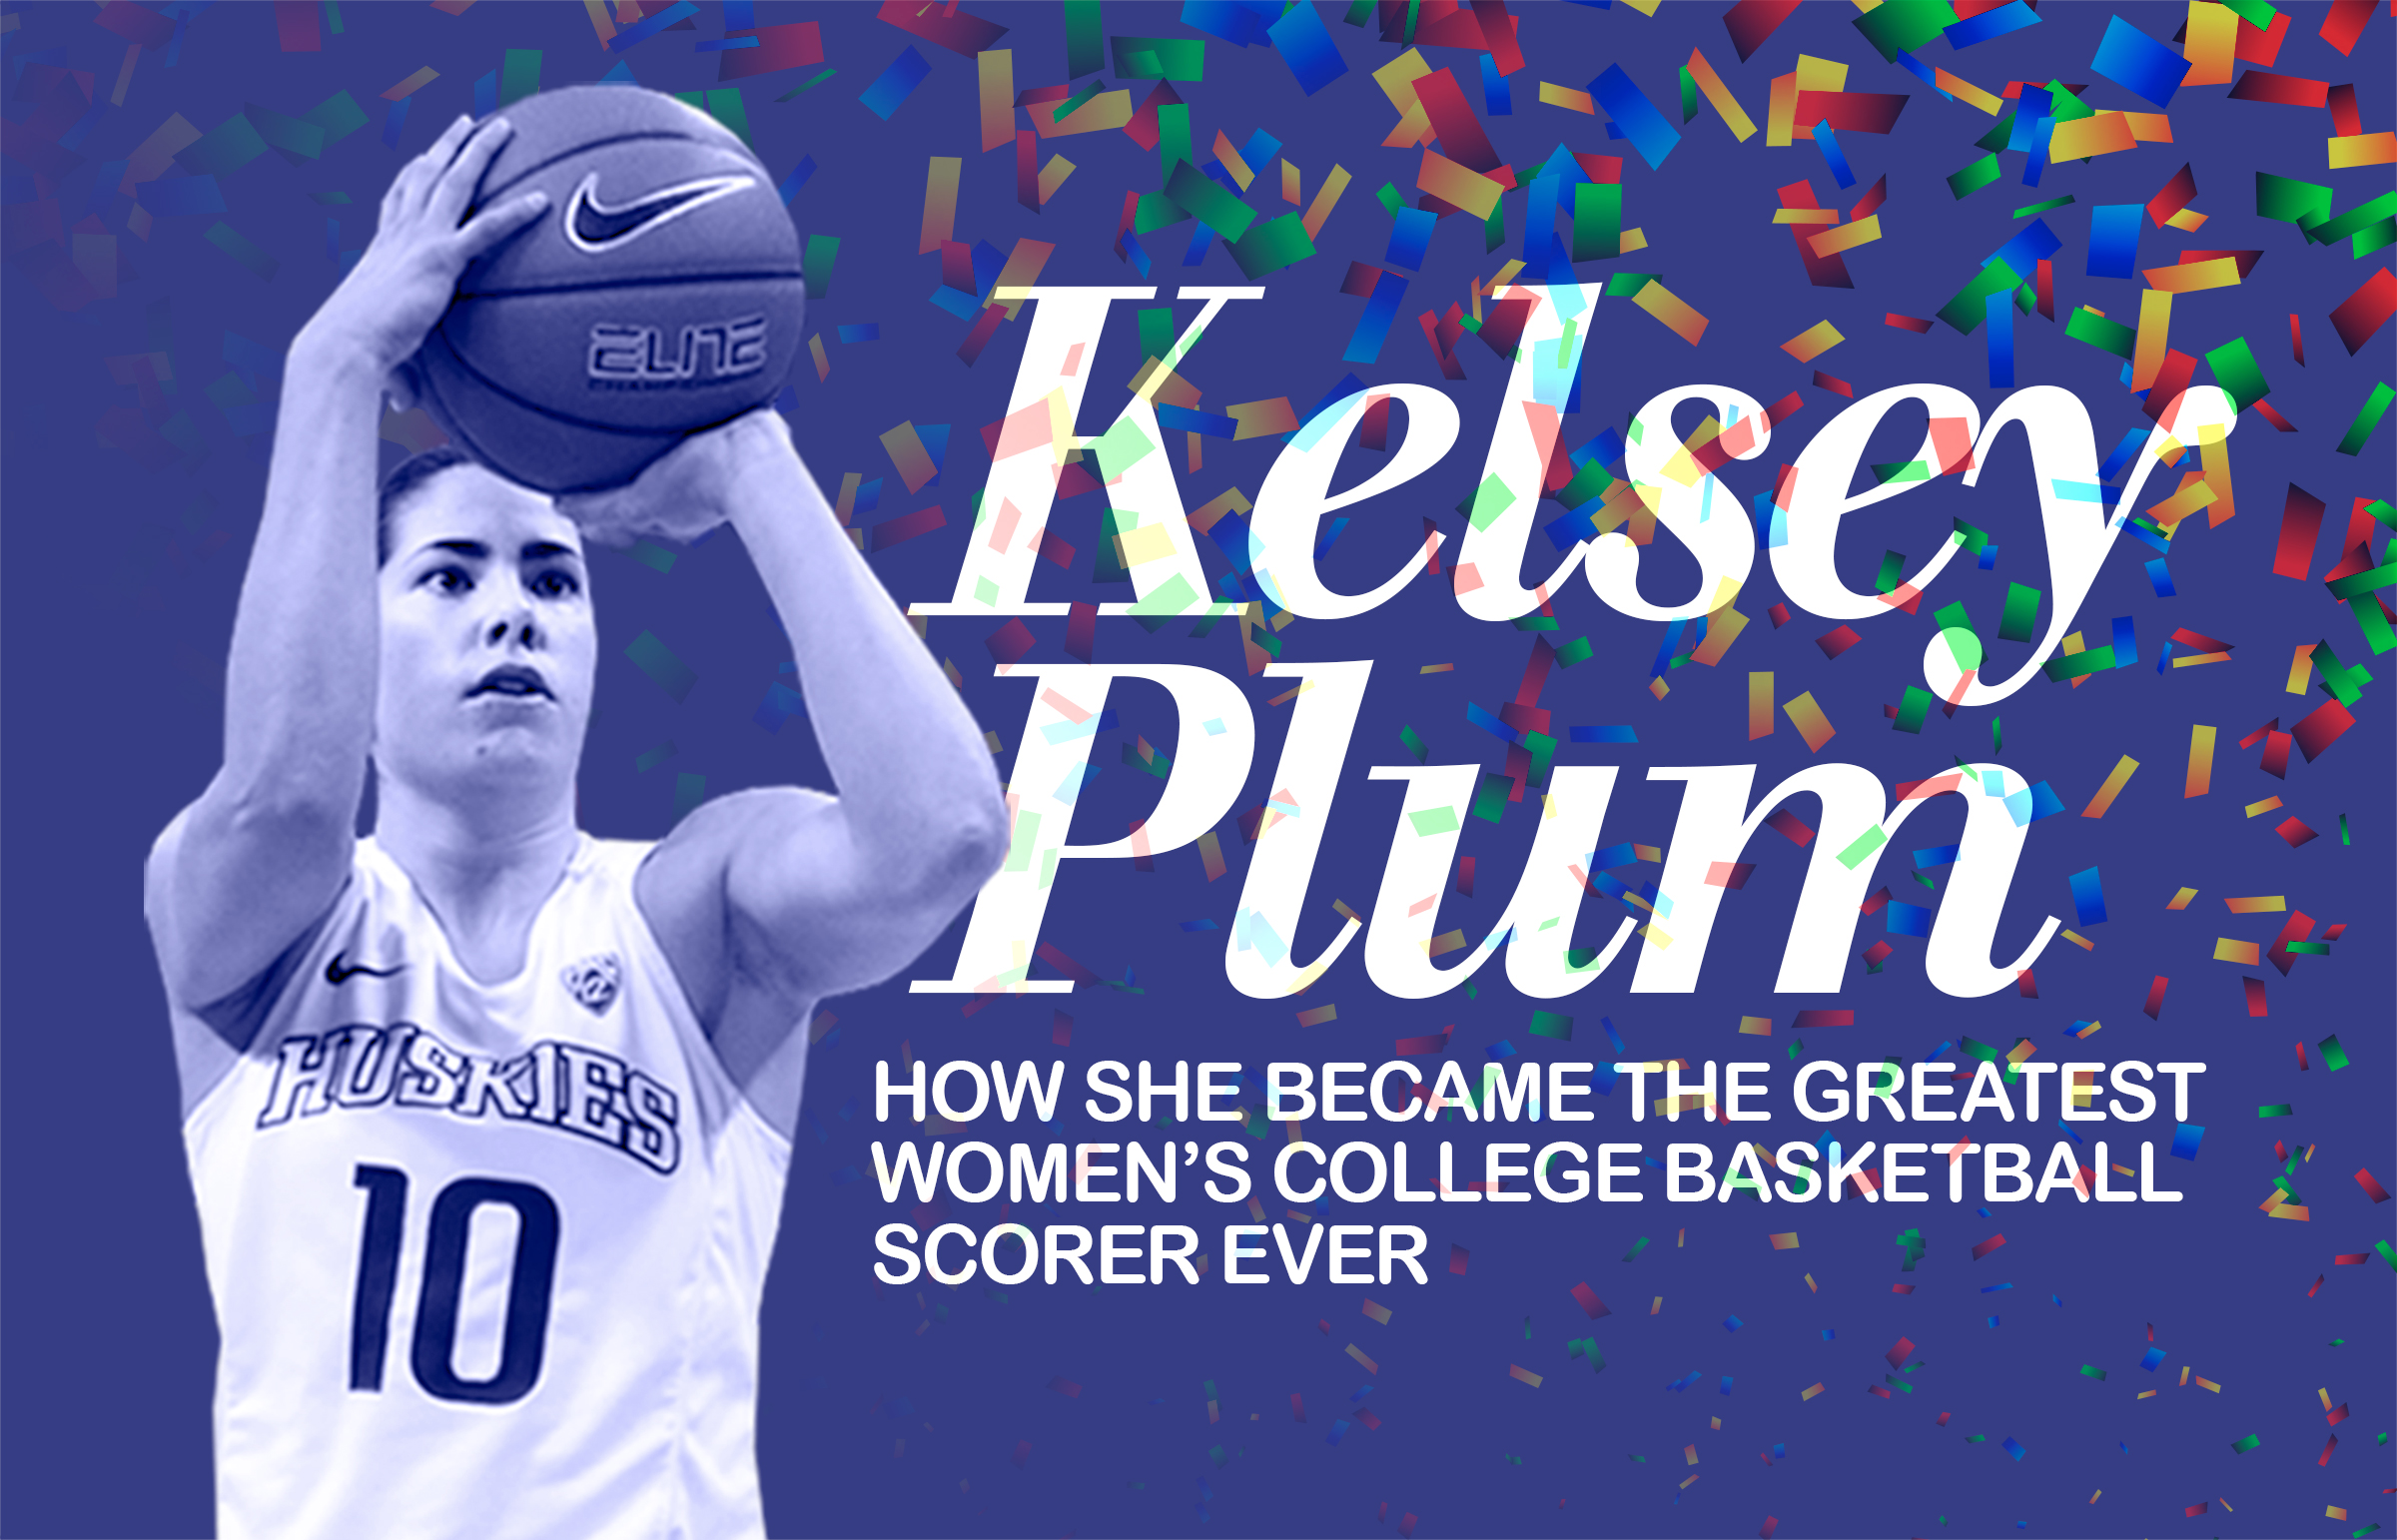 ELITE
Kelsey
Plum
HUSKIES
10
HOW SHE BECAME THE GREATEST
WOMEN’S COLLEGE BASKETBALL
SCORER EVER